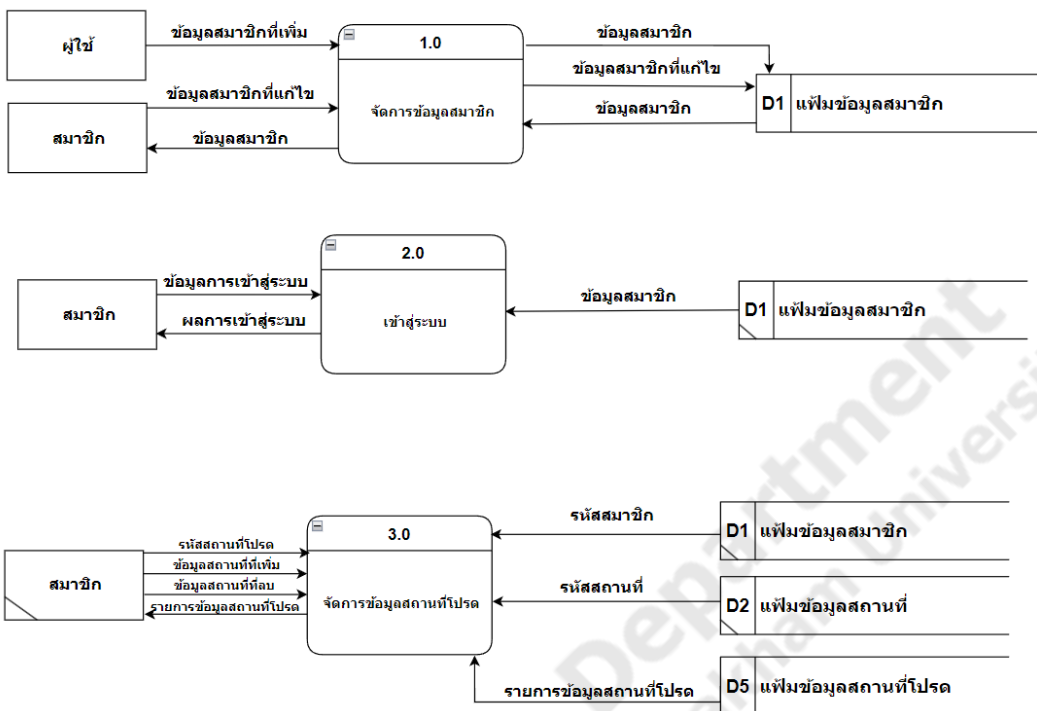 ผู้ใช้
ข้อมูลสมาชิกที่เพิ่ม
1.0
ข้อมูลสมาชิก
ข้อมูลสมาชิกที่แก้ไข
จัดการข้อมูลสมาชิก
ข้อมูลสมาชิกที่แก้ไข
ข้อมูลสมาชิก
D1 แฟ้มข้อมูลสมาชิก
สมาชิก
ข้อมูลสมาชิก
2.0
ข้อมูลการเข้าสู่ระบบ
สมาชิก
ผลการเข้าสู่ระบบ
เข้าสู่ระบบ
ข้อมูลสมาชิก
D1 แฟ้มข้อมูลสมาชิก
3.0
รหัสสมาชิก
D1 แฟ้มข้อมูลสมาชิก
รหัสสถานที่โปรด
ข้อมูลสถานที่ที่เพิ่ม
สมาชิก
ข้อมูลสถานที่ที่ลบ
รายการข้อมูลสถานที่โปรด
จัดการข้อมูลสถานที่โปรด
รหัสสถานที่
D2 แฟ้มข้อมูลสถานที่
รายการข้อมูลสถานที่โปรด
D5 แฟ้มข้อมูลสถานที่โปรด
Department